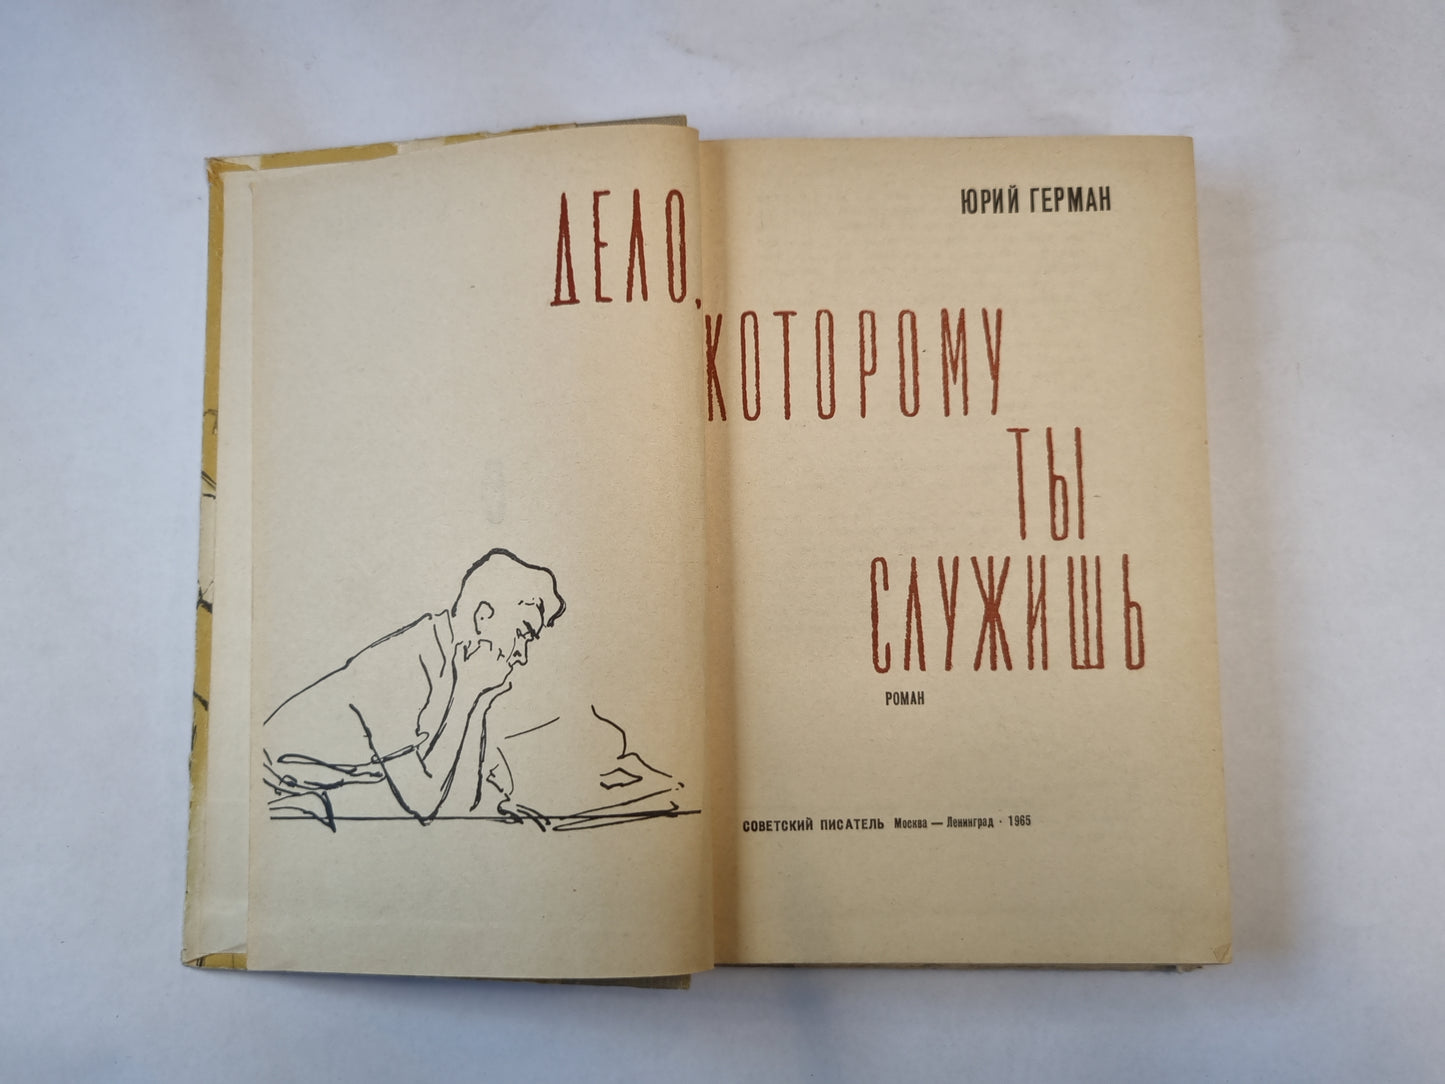 ЮРИЙ ГЕРМАН
ДЕЛО,
КОТОРОМУ
ТЫ
СЛУЖИШЬ
РОМАН
СОВЕТСКИЙ ПИСАТЕЛЬ Москва — Ленинград · 1965